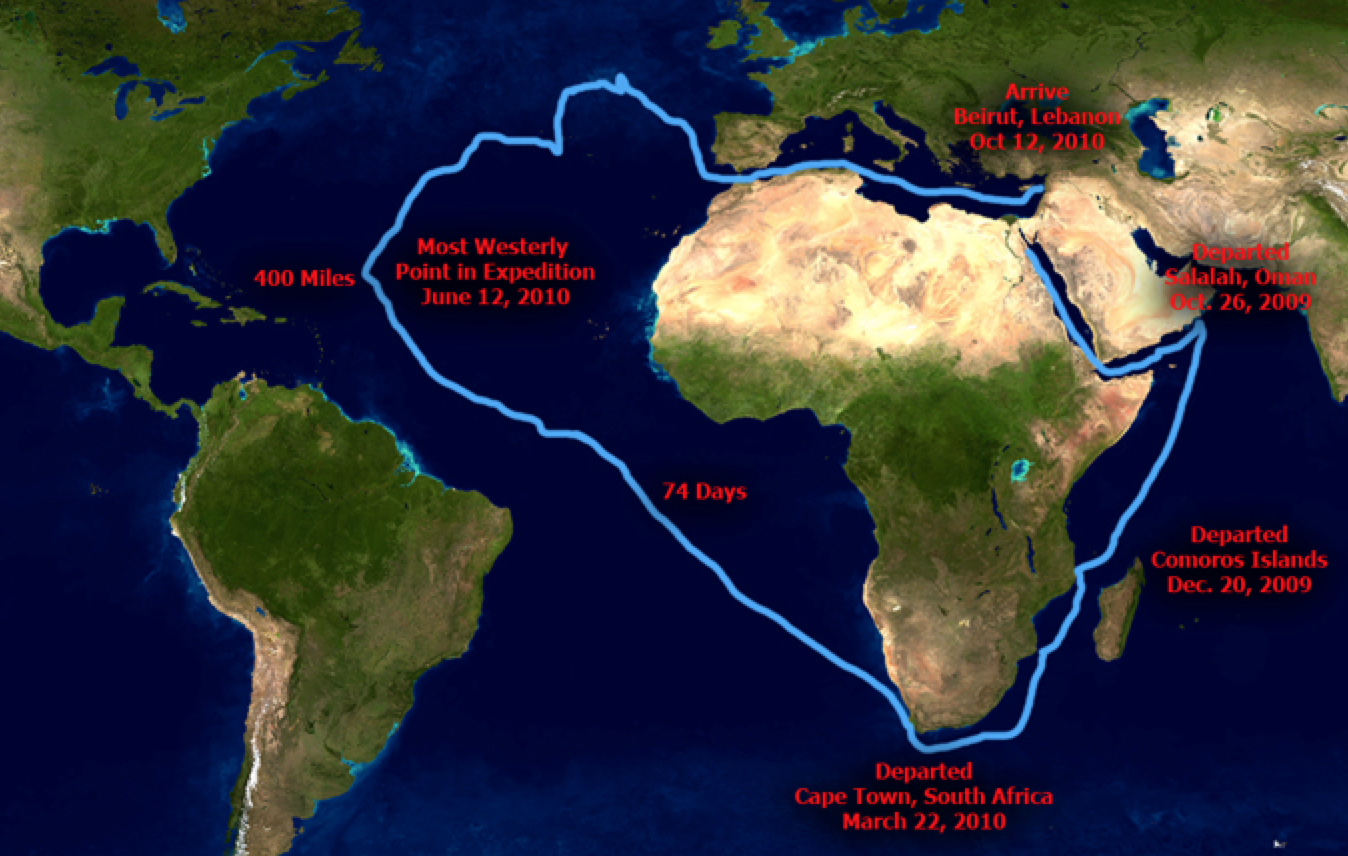 Arrive
Beirut, Lebanon
Oct 12, 2010
Most Westerly
Point in Expedition
June 12, 2010
400 Miles
Departed
Salalah, Oman
Oct. 26, 2009
74 Days
Departed
Comoros Islands
Dec. 20, 2009
Departed
Cape Town, South Africa
March 22, 2010